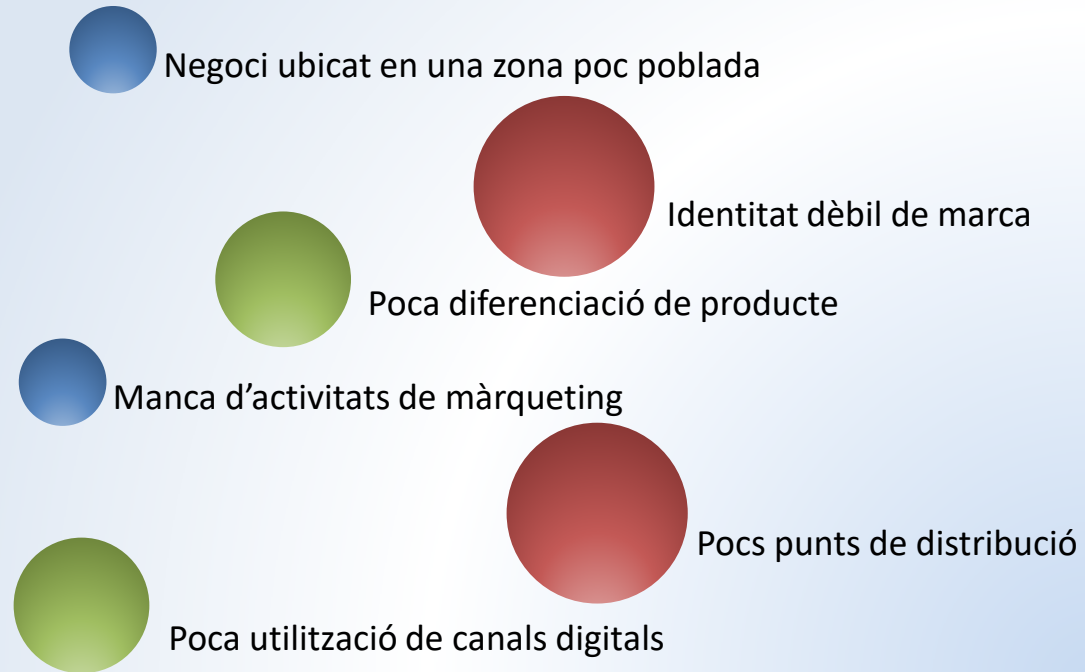 Negoci ubicat en una zona poc poblada
Identitat dèbil de marca
Poca diferenciació de producte
Manca d’activitats de màrqueting
Pocs punts de distribució
Poca utilització de canals digitals